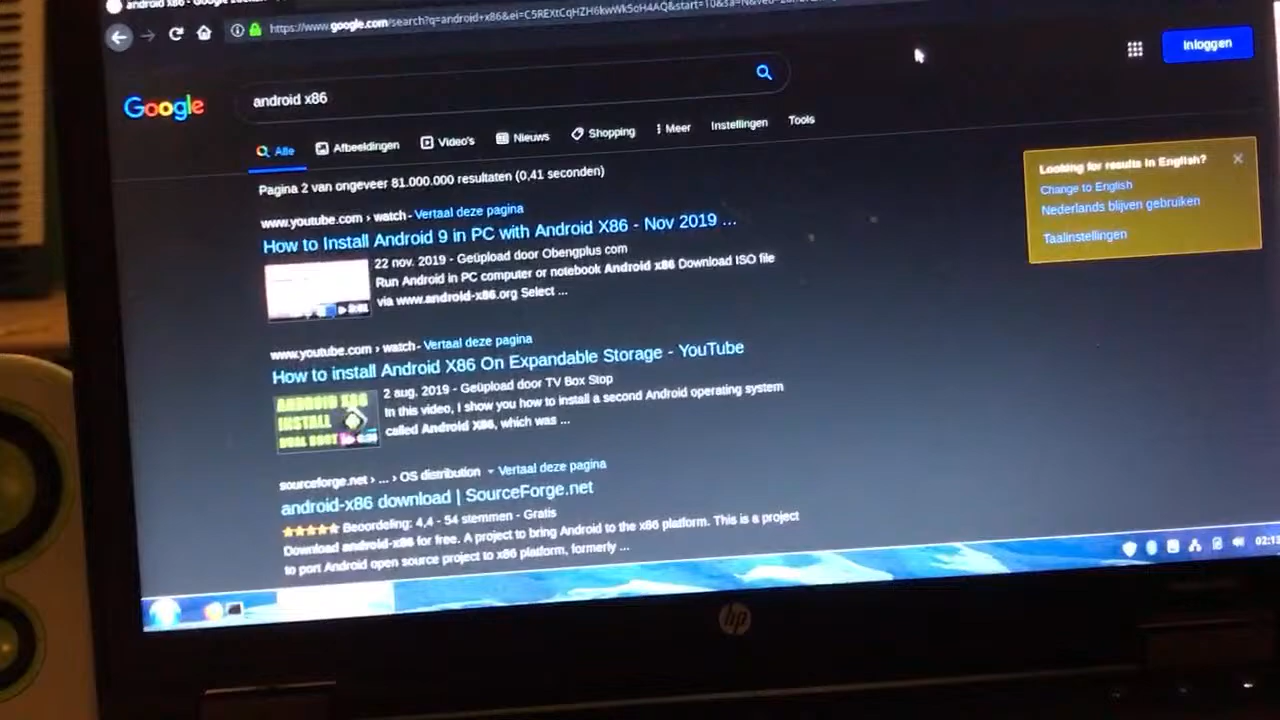 android x86 - Google
https://www.google.com/search?q=android+x86&ei=
Google
android x86
Inloggen
Alle Afbeeldingen Video's Nieuws Shopping Meer Instellingen Tools
Pagina 2 van ongeveer 81.000.000 resultaten (0,41 seconden)
Looking for results in English?
Change to English
Nederlands blijven gebruiken
Taalinstellingen
www.youtube.com › watch - Vertaal deze pagina
How to Install Android 9 in PC with Android X86 - Nov 2019 ...
22 nov. 2019 - Geüpload door Obengplus com
Run Android in PC computer or notebook Android x86 Download ISO file
via www.android-x86.org Select ...
www.youtube.com › watch - Vertaal deze pagina
How to install Android X86 On Expandable Storage - YouTube
2 aug. 2019 - Geüpload door TV Box Stop
In this video, I show you how to install a second Android operating system
called Android X86, which was ...
ANDROID X86
INSTALL
DUAL BOOT
sourceforge.net › ... › OS distribution - Vertaal deze pagina
android-x86 download | SourceForge.net
Beoordeling: 4,4 - 54 stemmen - Gratis
Download android-x86 for free. A project to bring Android to the x86 platform. This is a project
to port Android open source project to x86 platform, formerly ...
02:13
hp